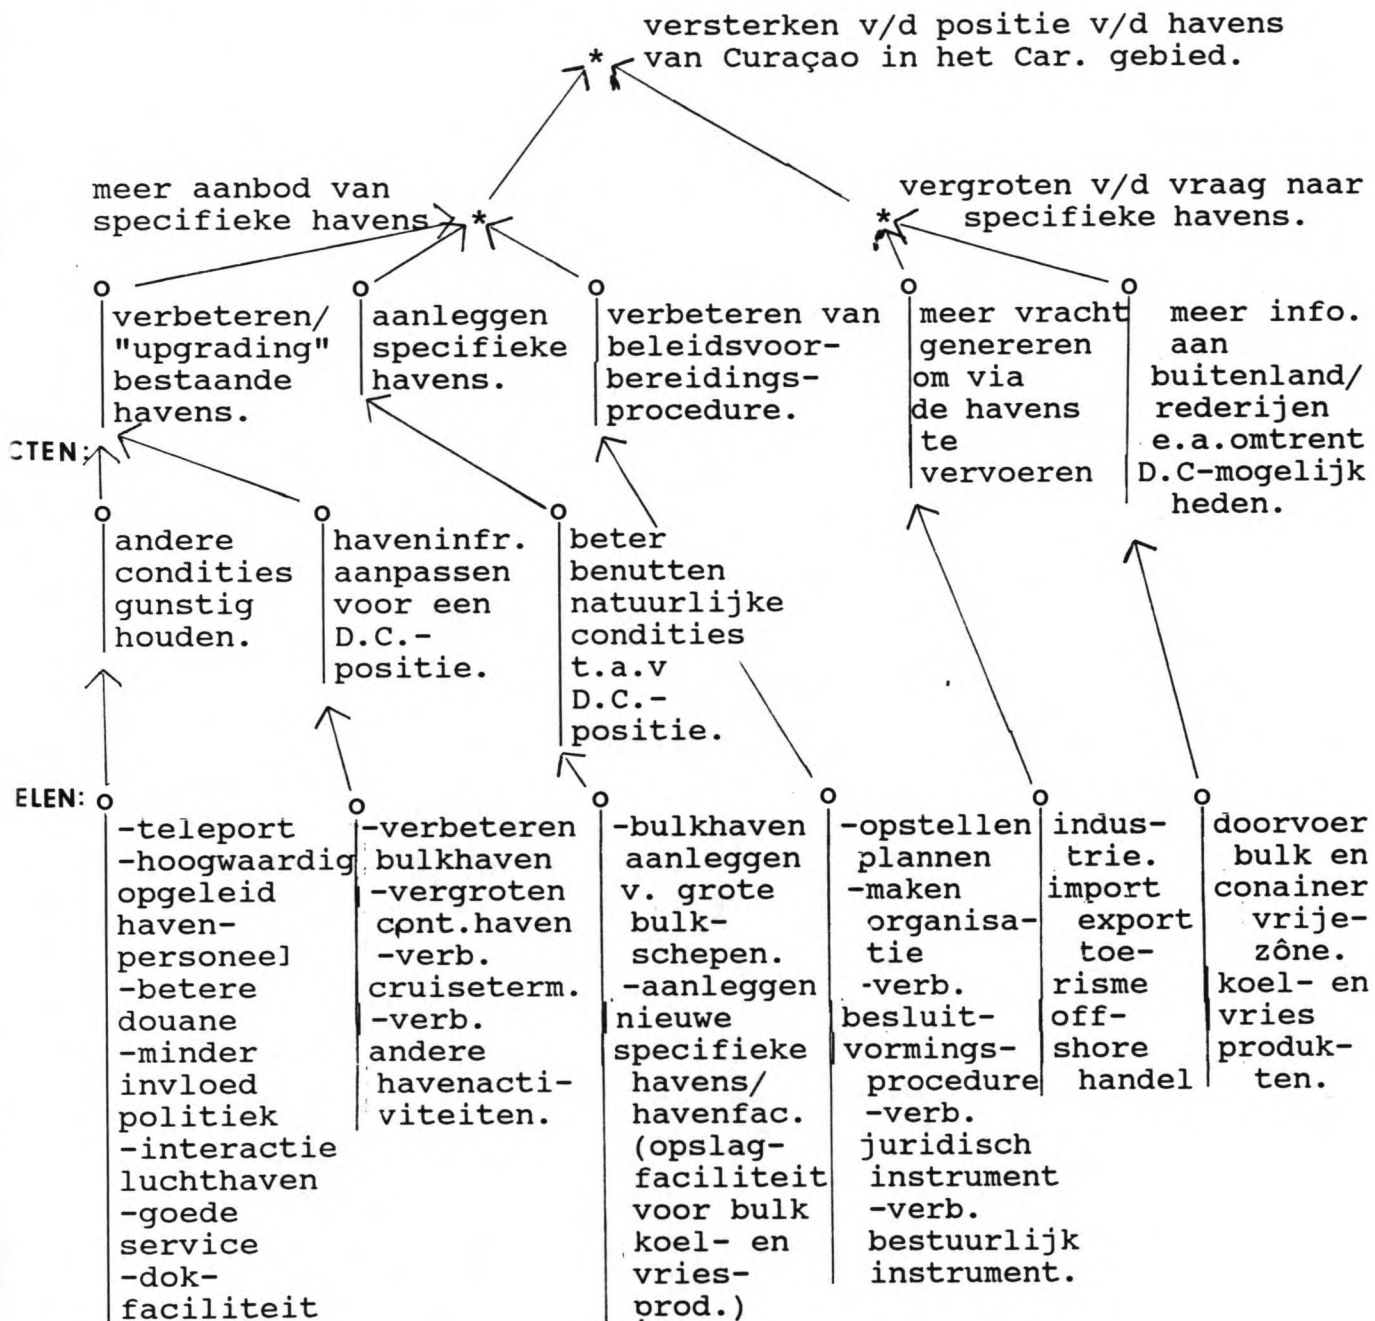 versterken v/d positie v/d havens
van Curaçao in het Car. gebied.
*
meer aanbod van
specifieke havens
*
vergroten v/d vraag naar
specifieke havens.
*
verbeteren/
"upgrading"
bestaande
havens.
aanleggen
specifieke
havens.
verbeteren van
beleidsvoor-
bereidings-
procedure.
meer vracht
genereren
om via
de havens
te
vervoeren
meer info.
aan
buitenland/
rederijen
e.a.omtrent
D.C-mogelijk
heden.
CTEN:
andere
condities
gunstig
houden.
haveninfr.
aanpassen
voor een
D.C.-
positie.
beter
benutten
natuurlijke
condities
t.a.v
D.C.-
positie.
ELEN:
-teleport
-hoogwaardig
opgeleid
haven-
personeel
-betere
douane
-minder
invloed
politiek
-interactie
luchthaven
-goede
service
-dok-
faciliteit
-verbeteren
bulkhaven
-vergroten
cont.haven
-verb.
cruiseterm.
-verb.
andere
havenacti-
viteiten.
-bulkhaven
aanleggen
v. grote
bulk-
schepen.
-aanleggen
nieuwe
specifieke
havens/
havenfac.
(opslag-
faciliteit
voor bulk
koel- en
vries-
prod.)
-opstellen
plannen
-maken
organisa-
tie
-verb.
besluit-
vormings-
procedure
-verb.
juridisch
instrument
-verb.
bestuurlijk
instrument.
indus-
trie.
import
export
toe-
risme
off-
shore
handel
doorvoer
bulk en
conainer
vrije-
zône.
koel- en
vries
produk-
ten.